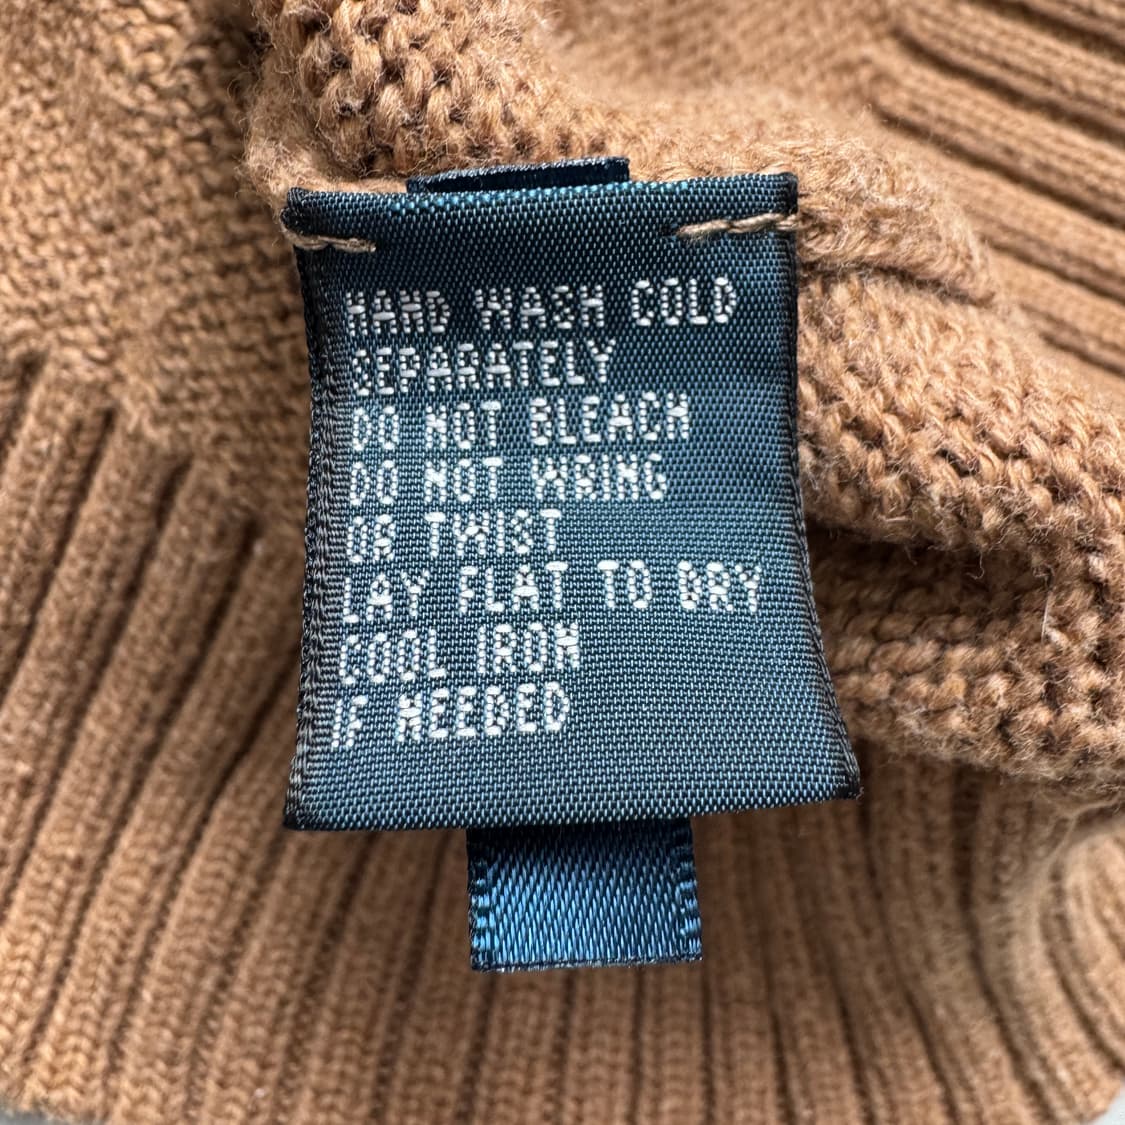 HAND WASH COLD
SEPARATELY
DO NOT BLEACH
DO NOT WRING
OR TWIST
LAY FLAT TO DRY
COOL IRON
IF NEEDED